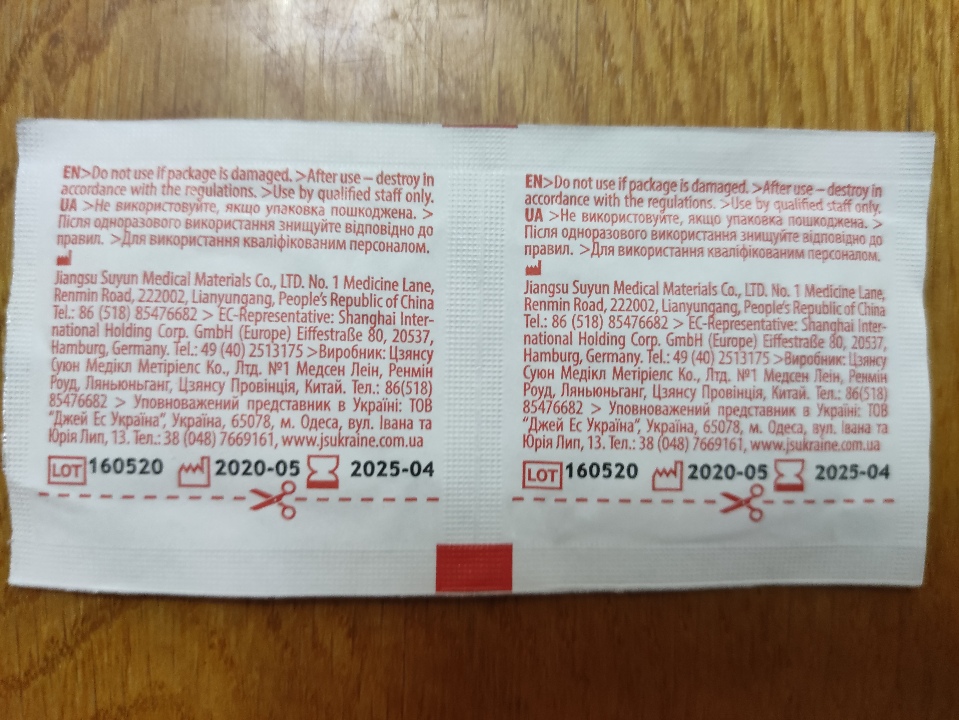 EN>Do not use if package is damaged. >After use – destroy in
accordance with the regulations. >Use by qualified staff only.
UA >Не використовуйте, якщо упаковка пошкоджена. >
Після одноразового використання знищуйте відповідно до
правил. >Для використання кваліфікованим персоналом.
Jiangsu Suyun Medical Materials Co., LTD. No. 1 Medicine Lane,
Renmin Road, 222002, Lianyungang, People's Republic of China
Tel.: 86 (518) 85476682 > EC-Representative: Shanghai Inter-
national Holding Corp. GmbH (Europe) Eiffestraße 80, 20537,
Hamburg, Germany. Tel.: 49 (40) 2513175 >Виробник: Цзянсу
Суюн Медікл Метіріелс Ко., Лтд. №1 Медсен Леін, Ренмін
Роуд, Ляньюньганг, Цзянсу Провінція, Китай. Тел.: 86(518)
85476682 > Уповноважений представник в Україні: ТОВ
"Джей Ес Україна", Україна, 65078, м. Одеса, вул. Івана та
Юрія Лип, 13. Тел.: 38 (048) 7669161, www.jsukraine.com.ua
LOT 160520 2020-05 2025-04
EN>Do not use if package is damaged. >After use – destroy in
accordance with the regulations. >Use by qualified staff only.
UA >Не використовуйте, якщо упаковка пошкоджена. >
Після одноразового використання знищуйте відповідно до
правил. >Для використання кваліфікованим персоналом.
Jiangsu Suyun Medical Materials Co., LTD. No. 1 Medicine Lane,
Renmin Road, 222002, Lianyungang, People's Republic of China
Tel.: 86 (518) 85476682 > EC-Representative: Shanghai Inter-
national Holding Corp. GmbH (Europe) Eiffestraße 80, 20537,
Hamburg, Germany. Tel.: 49 (40) 2513175 >Виробник: Цзянсу
Суюн Медікл Метіріелс Ко., Лтд. №1 Медсен Леін, Ренмін
Роуд, Ляньюньганг, Цзянсу Провінція, Китай. Тел.: 86(518)
85476682 > Уповноважений представник в Україні: ТОВ
"Джей Ес Україна", Україна, 65078, м. Одеса, вул. Івана та
Юрія Лип, 13. Тел.: 38 (048) 7669161, www.jsukraine.com.ua
LOT 160520 2020-05 2025-04